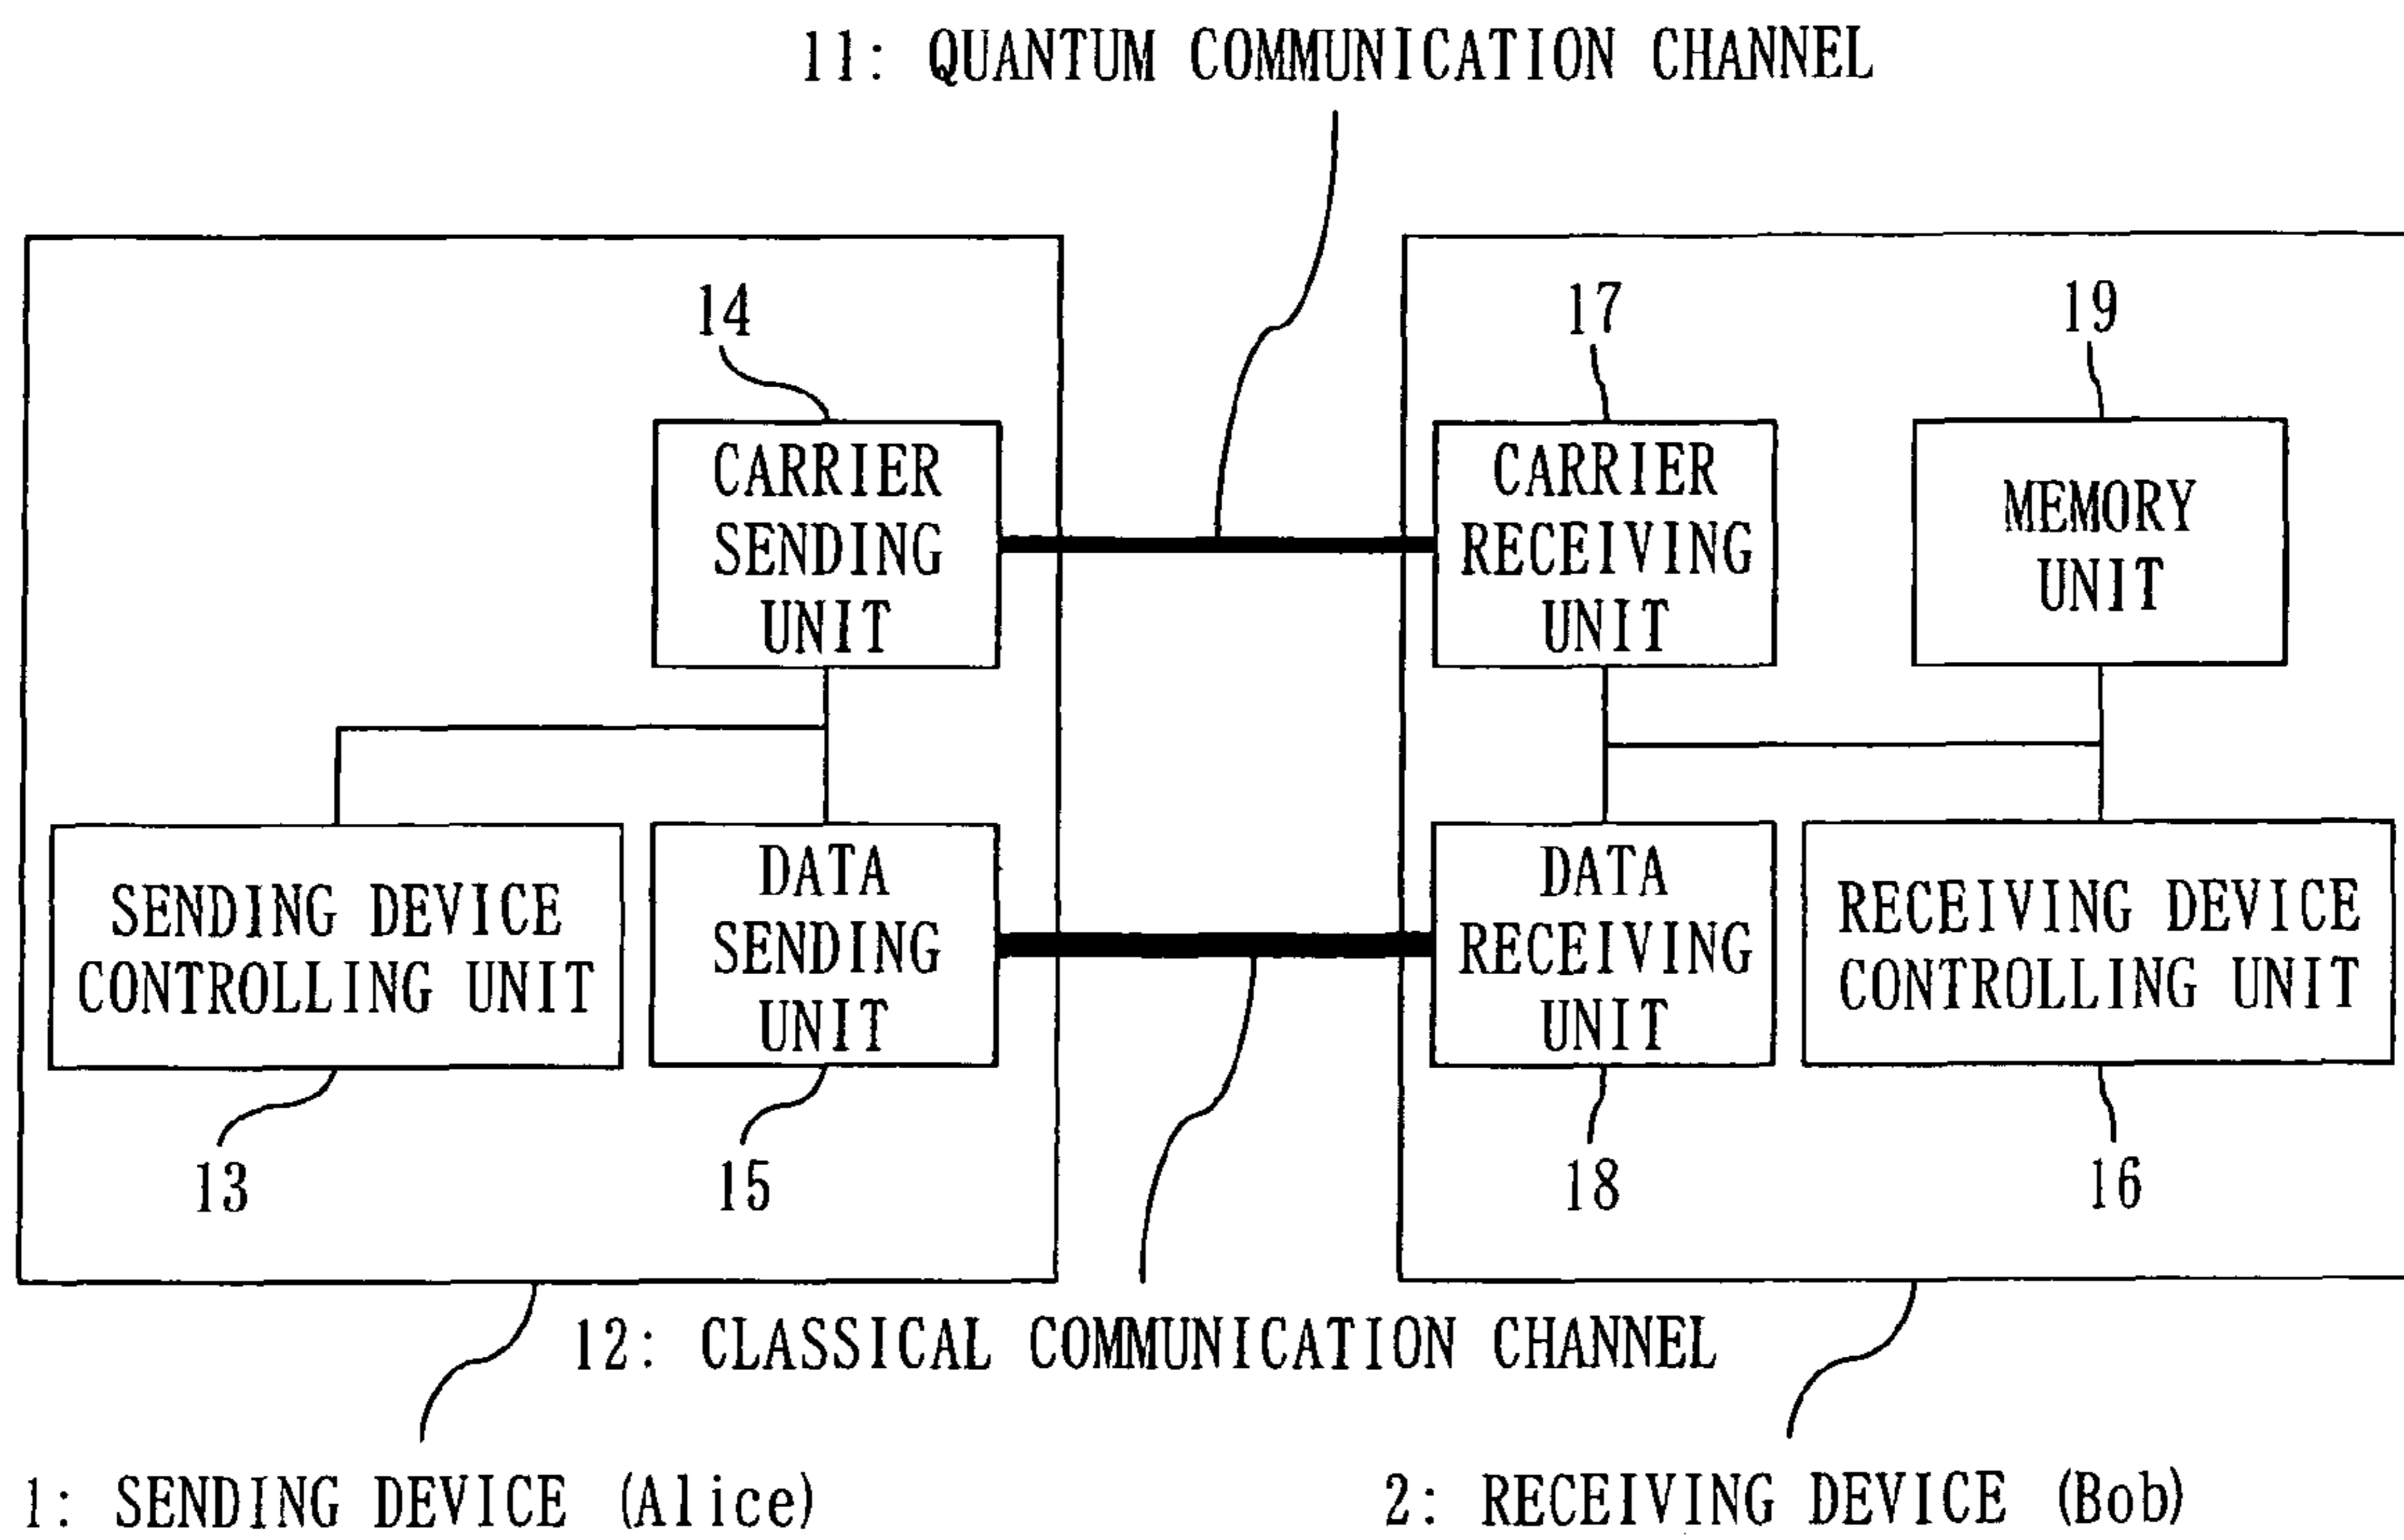 11: QUANTUM COMMUNICATION CHANNEL
14
17
19
CARRIER
SENDING
UNIT
CARRIER
RECEIVING
UNIT
MEMORY
UNIT
SENDING DEVICE
CONTROLLING UNIT
DATA
SENDING
UNIT
DATA
RECEIVING
UNIT
RECEIVING DEVICE
CONTROLLING UNIT
13
15
18
16
12: CLASSICAL COMMUNICATION CHANNEL
1: SENDING DEVICE (Alice)
2: RECEIVING DEVICE (Bob)